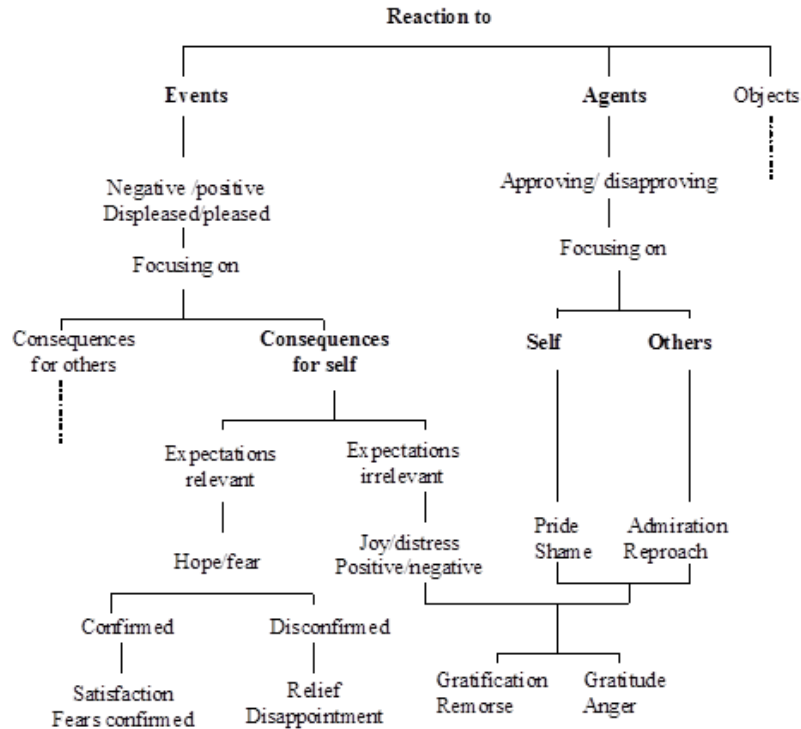 Reaction to
Events
Agents
Objects
Negative /positive
Displeased/pleased
Approving/ disapproving
Focusing on
Focusing on
Consequences
for others
Consequences
for self
Self
Others
Expectations
relevant
Expectations
irrelevant
Hope/fear
Joy/distress
Positive/negative
Pride
Shame
Admiration
Reproach
Confirmed
Disconfirmed
Satisfaction
Fears confirmed
Relief
Disappointment
Gratification
Remorse
Gratitude
Anger